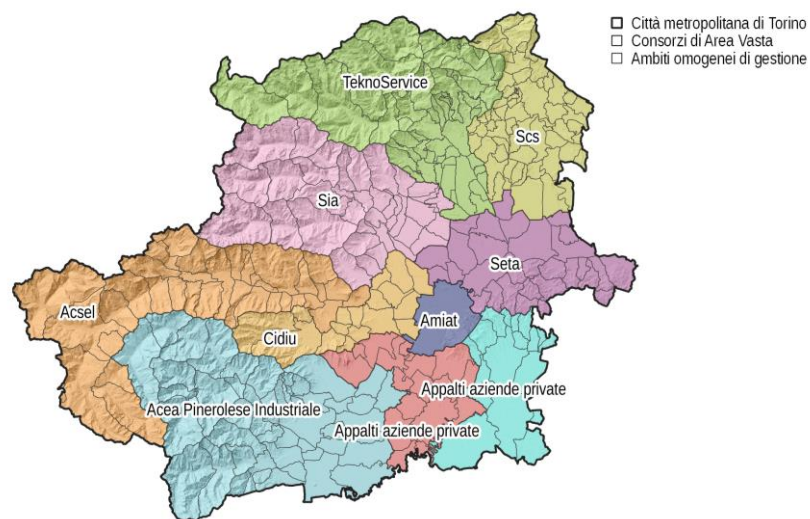 Città metropolitana di Torino
Consorzi di Area Vasta
Ambiti omogenei di gestione
TeknoService
Scs
Sia
Seta
Acsel
Amiat
Cidiu
Appalti aziende private
Acea Pinerolese Industriale
Appalti aziende private